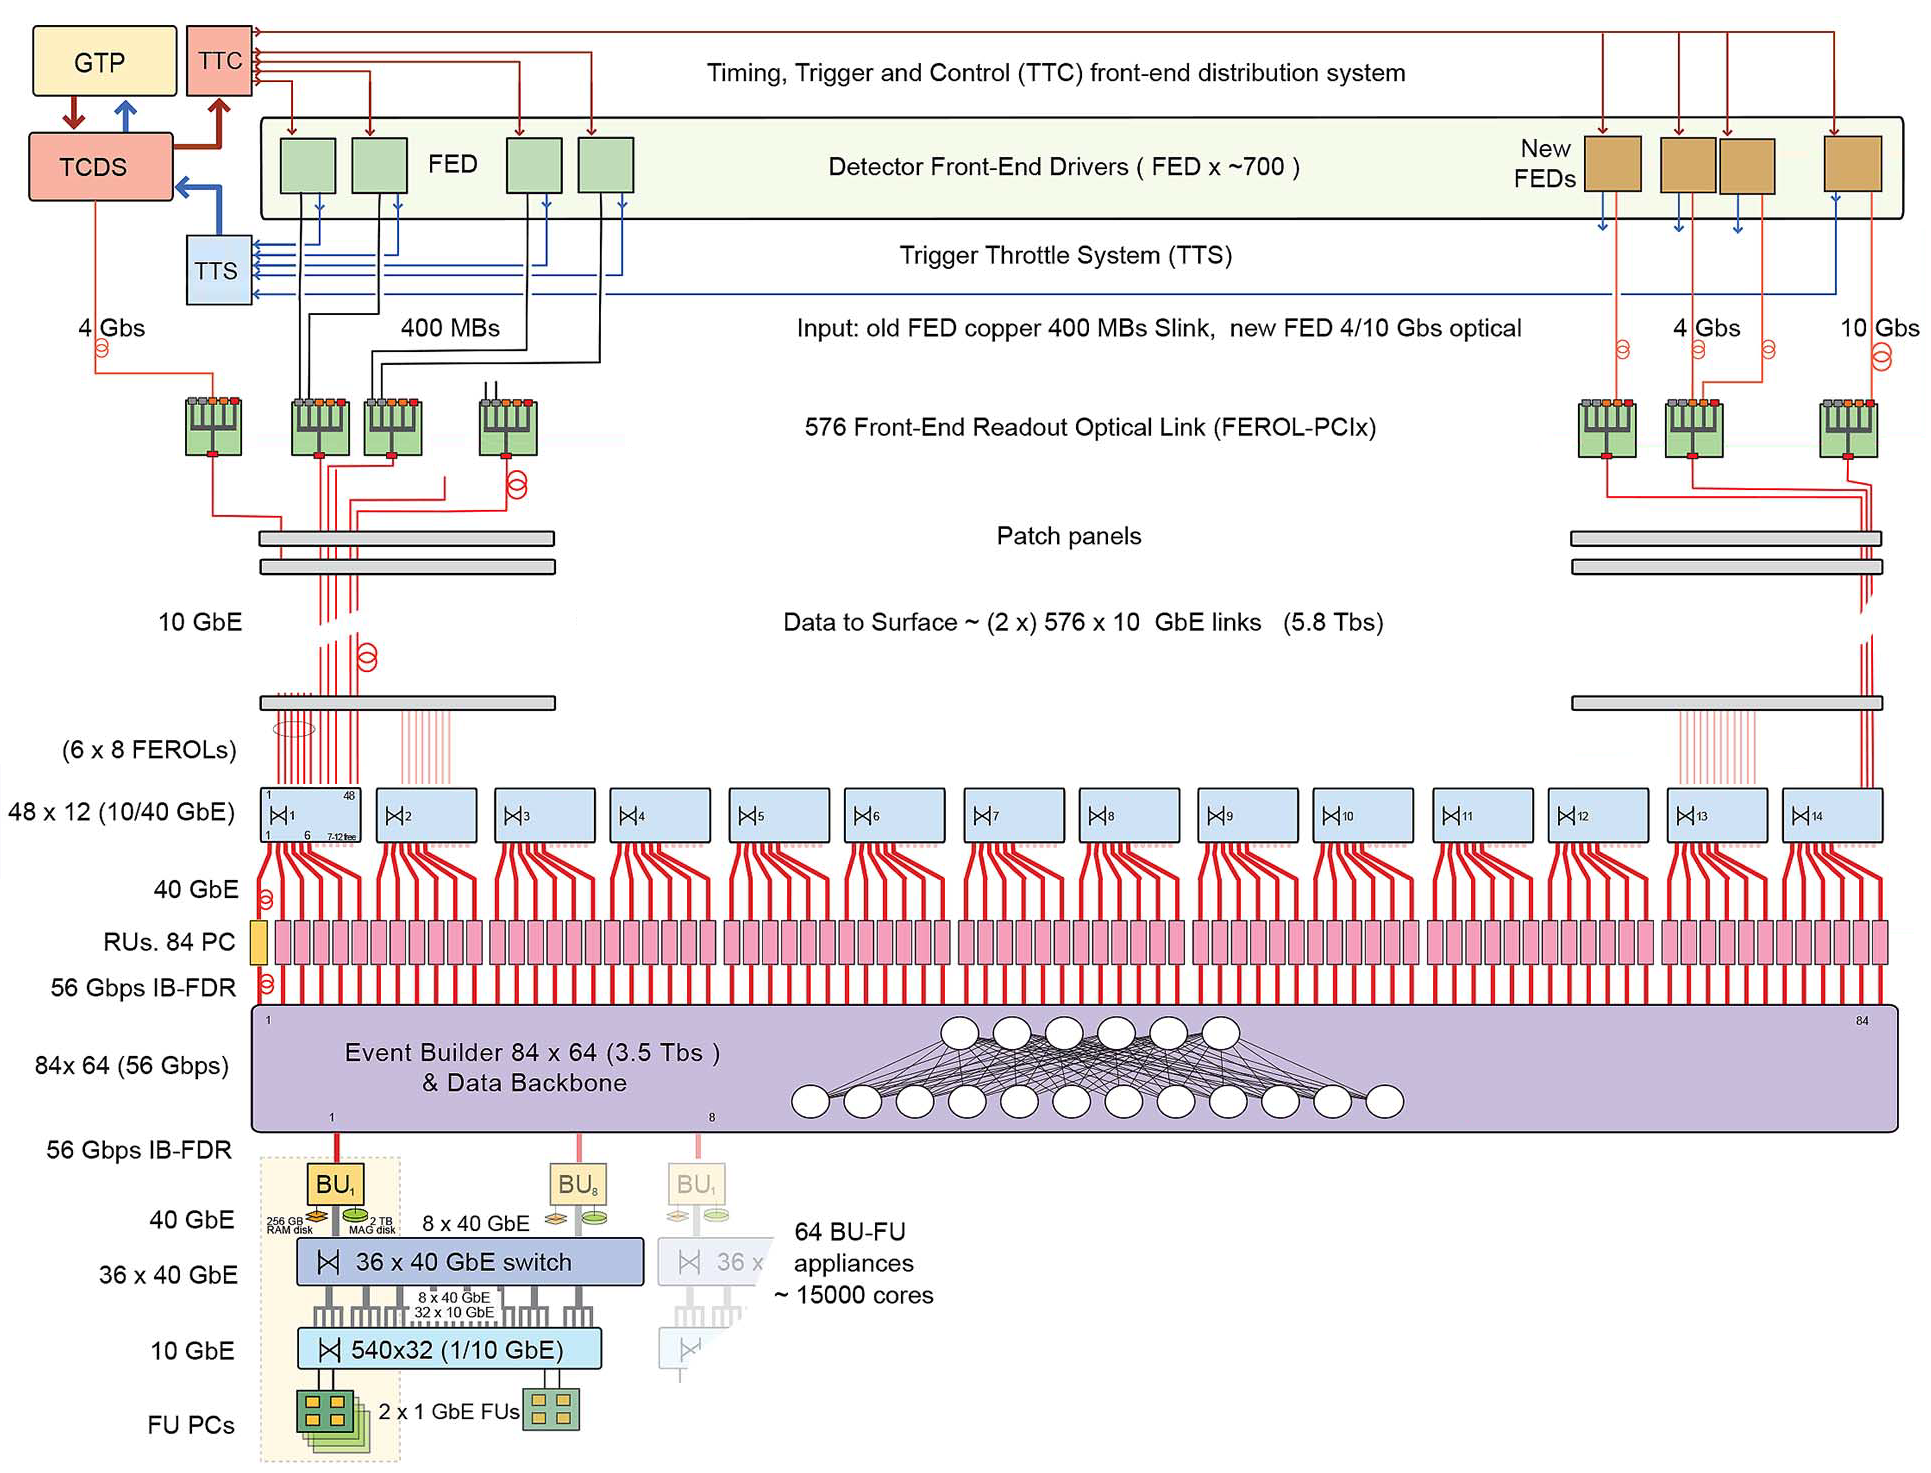 GTP
TTC
Timing, Trigger and Control (TTC) front-end distribution system
TCDS
FED
Detector Front-End Drivers ( FED x ~700 )
New
FEDs
TTS
Trigger Throttle System (TTS)
4 Gbs
400 MBs
Input: old FED copper 400 MBs Slink, new FED 4/10 Gbs optical
4 Gbs
10 Gbs
576 Front-End Readout Optical Link (FEROL-PCIx)
Patch panels
10 GbE
Data to Surface ~ (2 x) 576 x 10 GbE links (5.8 Tbs)
(6 x 8 FEROLs)
48 x 12 (10/40 GbE)
1 48
1
1 6 7-12 free
2
3
4
5
6
7
8
9
10
11
12
13
14
40 GbE
RUs. 84 PC
56 Gbps IB-FDR
1
84
84x 64 (56 Gbps)
Event Builder 84 x 64 (3.5 Tbs )
& Data Backbone
1
8
56 Gbps IB-FDR
BU1
BU8
BU1
40 GbE
256 GB
RAM disk
2 TB
MAG disk
8 x 40 GbE
64 BU-FU
appliances
~ 15000 cores
36 x 40 GbE
36 x 40 GbE switch
36 x
8 x 40 GbE
32 x 10 GbE
10 GbE
540x32 (1/10 GbE)
FU PCs
2 x 1 GbE FUs